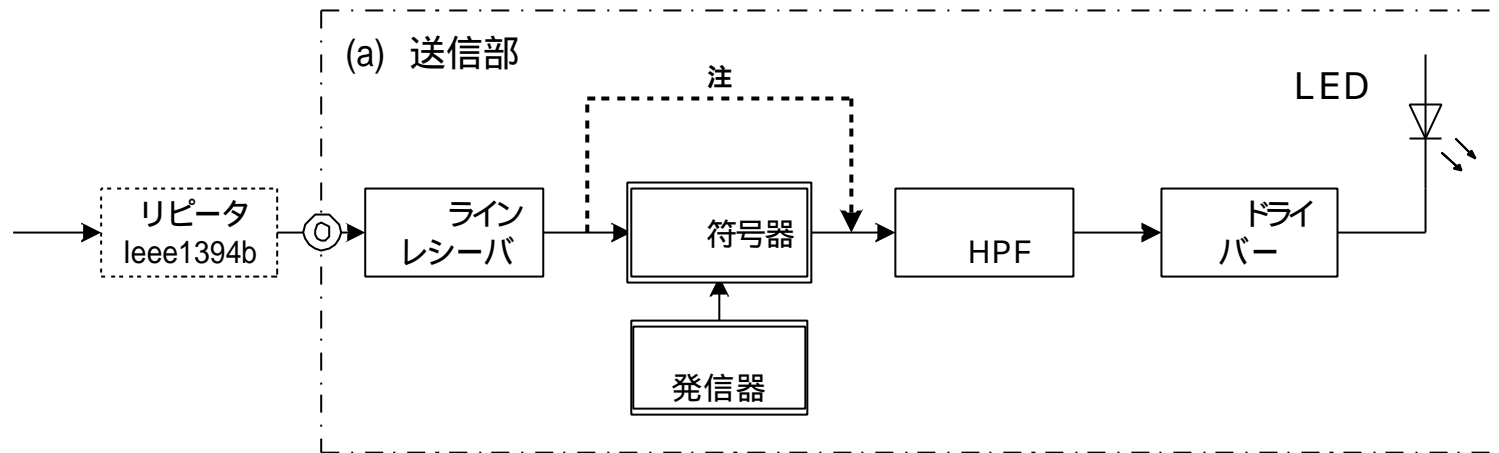 (a) 送信部
注
LED
リピータ
Ieee1394b
ライン
レシーバ
符号器
HPF
ドライ
バー
発信器